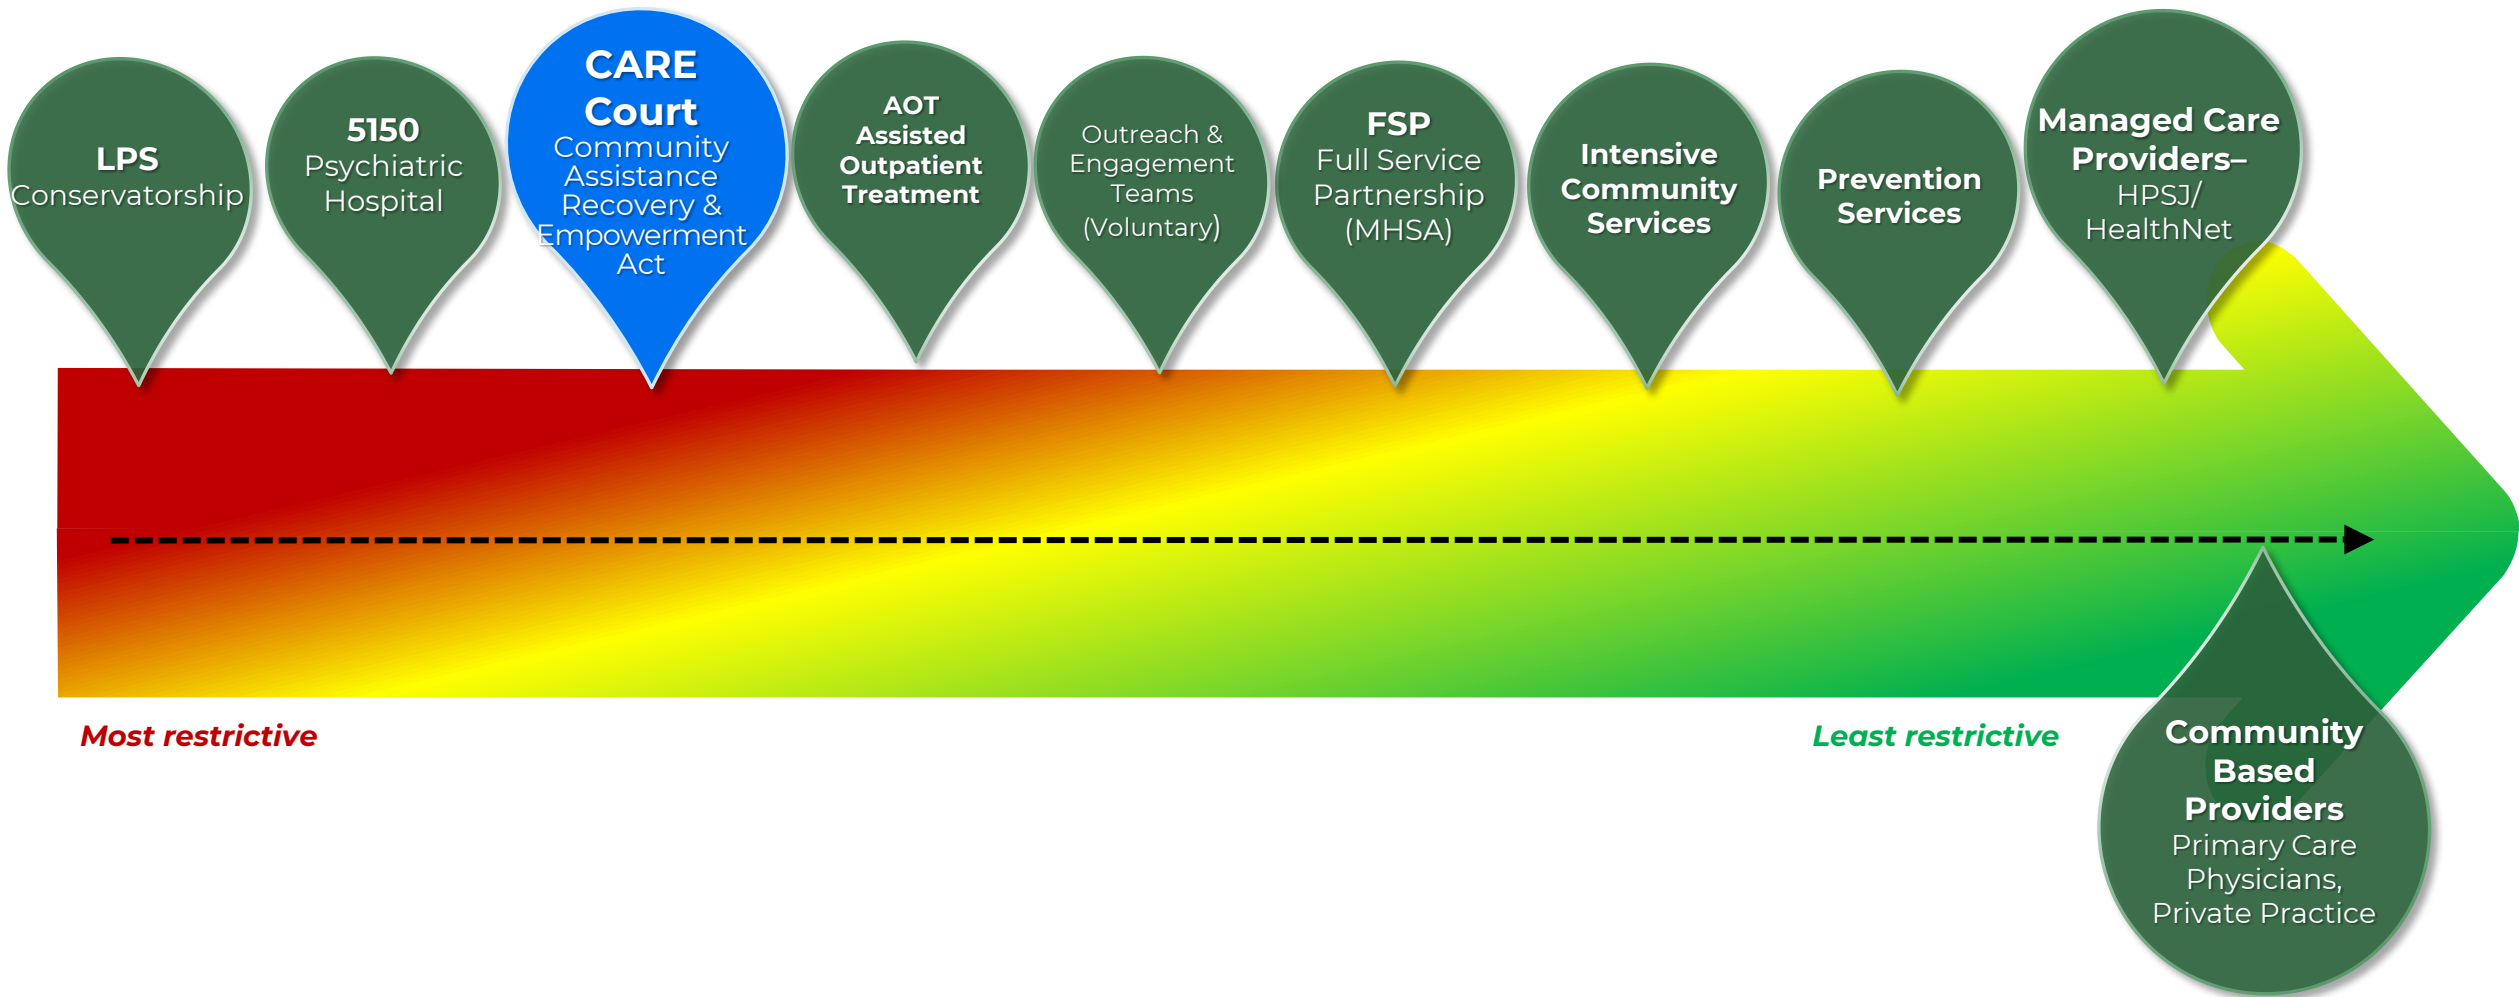 LPS
Conservatorship
5150
Psychiatric
Hospital
CARE
Court
Community
Assistance
Recovery &
Empowerment
Act
AOT
Assisted
Outpatient
Treatment
Outreach &
Engagement
Teams
(Voluntary)
FSP
Full Service
Partnership
(MHSA)
Intensive
Community
Services
Prevention
Services
Managed Care
Providers–
HPSJ/
HealthNet
Most restrictive
Least restrictive
Community
Based
Providers
Primary Care
Physicians,
Private Practice